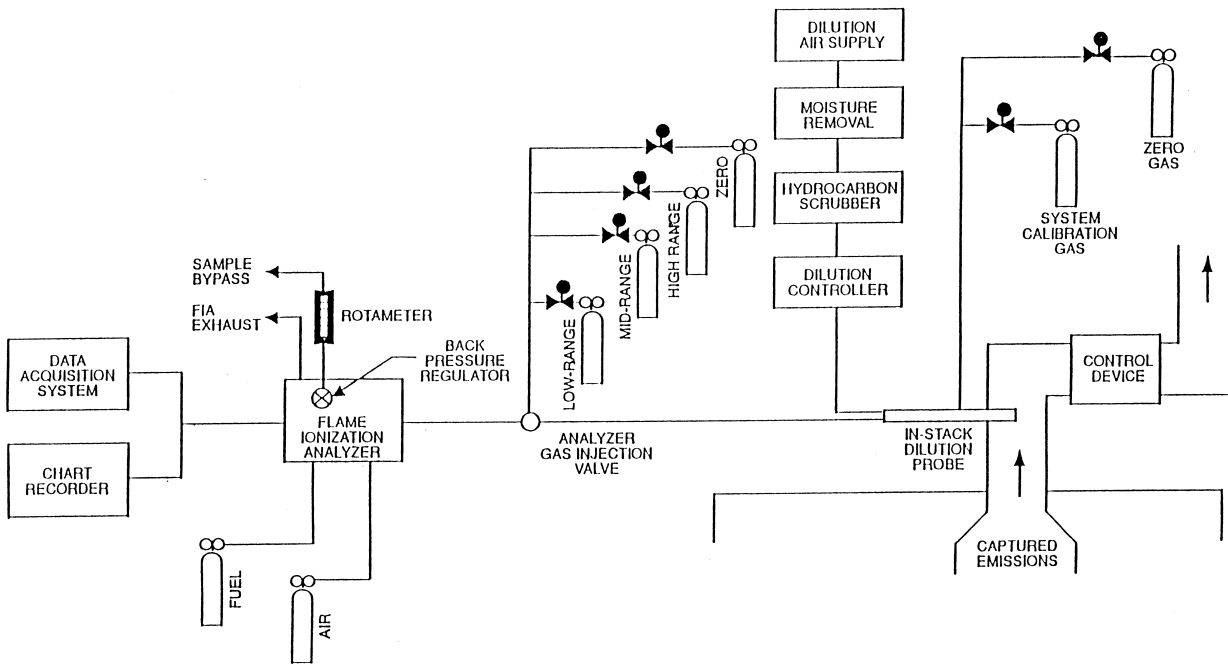 DILUTION
AIR SUPPLY
MOISTURE
REMOVAL
HYDROCARBON
SCRUBBER
DILUTION
CONTROLLER
ZERO
GAS
SYSTEM
CALIBRATION
GAS
ZERO
HIGH RANGE
MID-RANGE
LOW-RANGE
SAMPLE
BYPASS
FIA
EXHAUST
ROTAMETER
BACK
PRESSURE
REGULATOR
DATA
ACQUISITION
SYSTEM
CHART
RECORDER
FLAME
IONIZATION
ANALYZER
ANALYZER
GAS INJECTION
VALVE
IN-STACK
DILUTION
PROBE
CONTROL
DEVICE
CAPTURED
EMISSIONS
FUEL
AIR